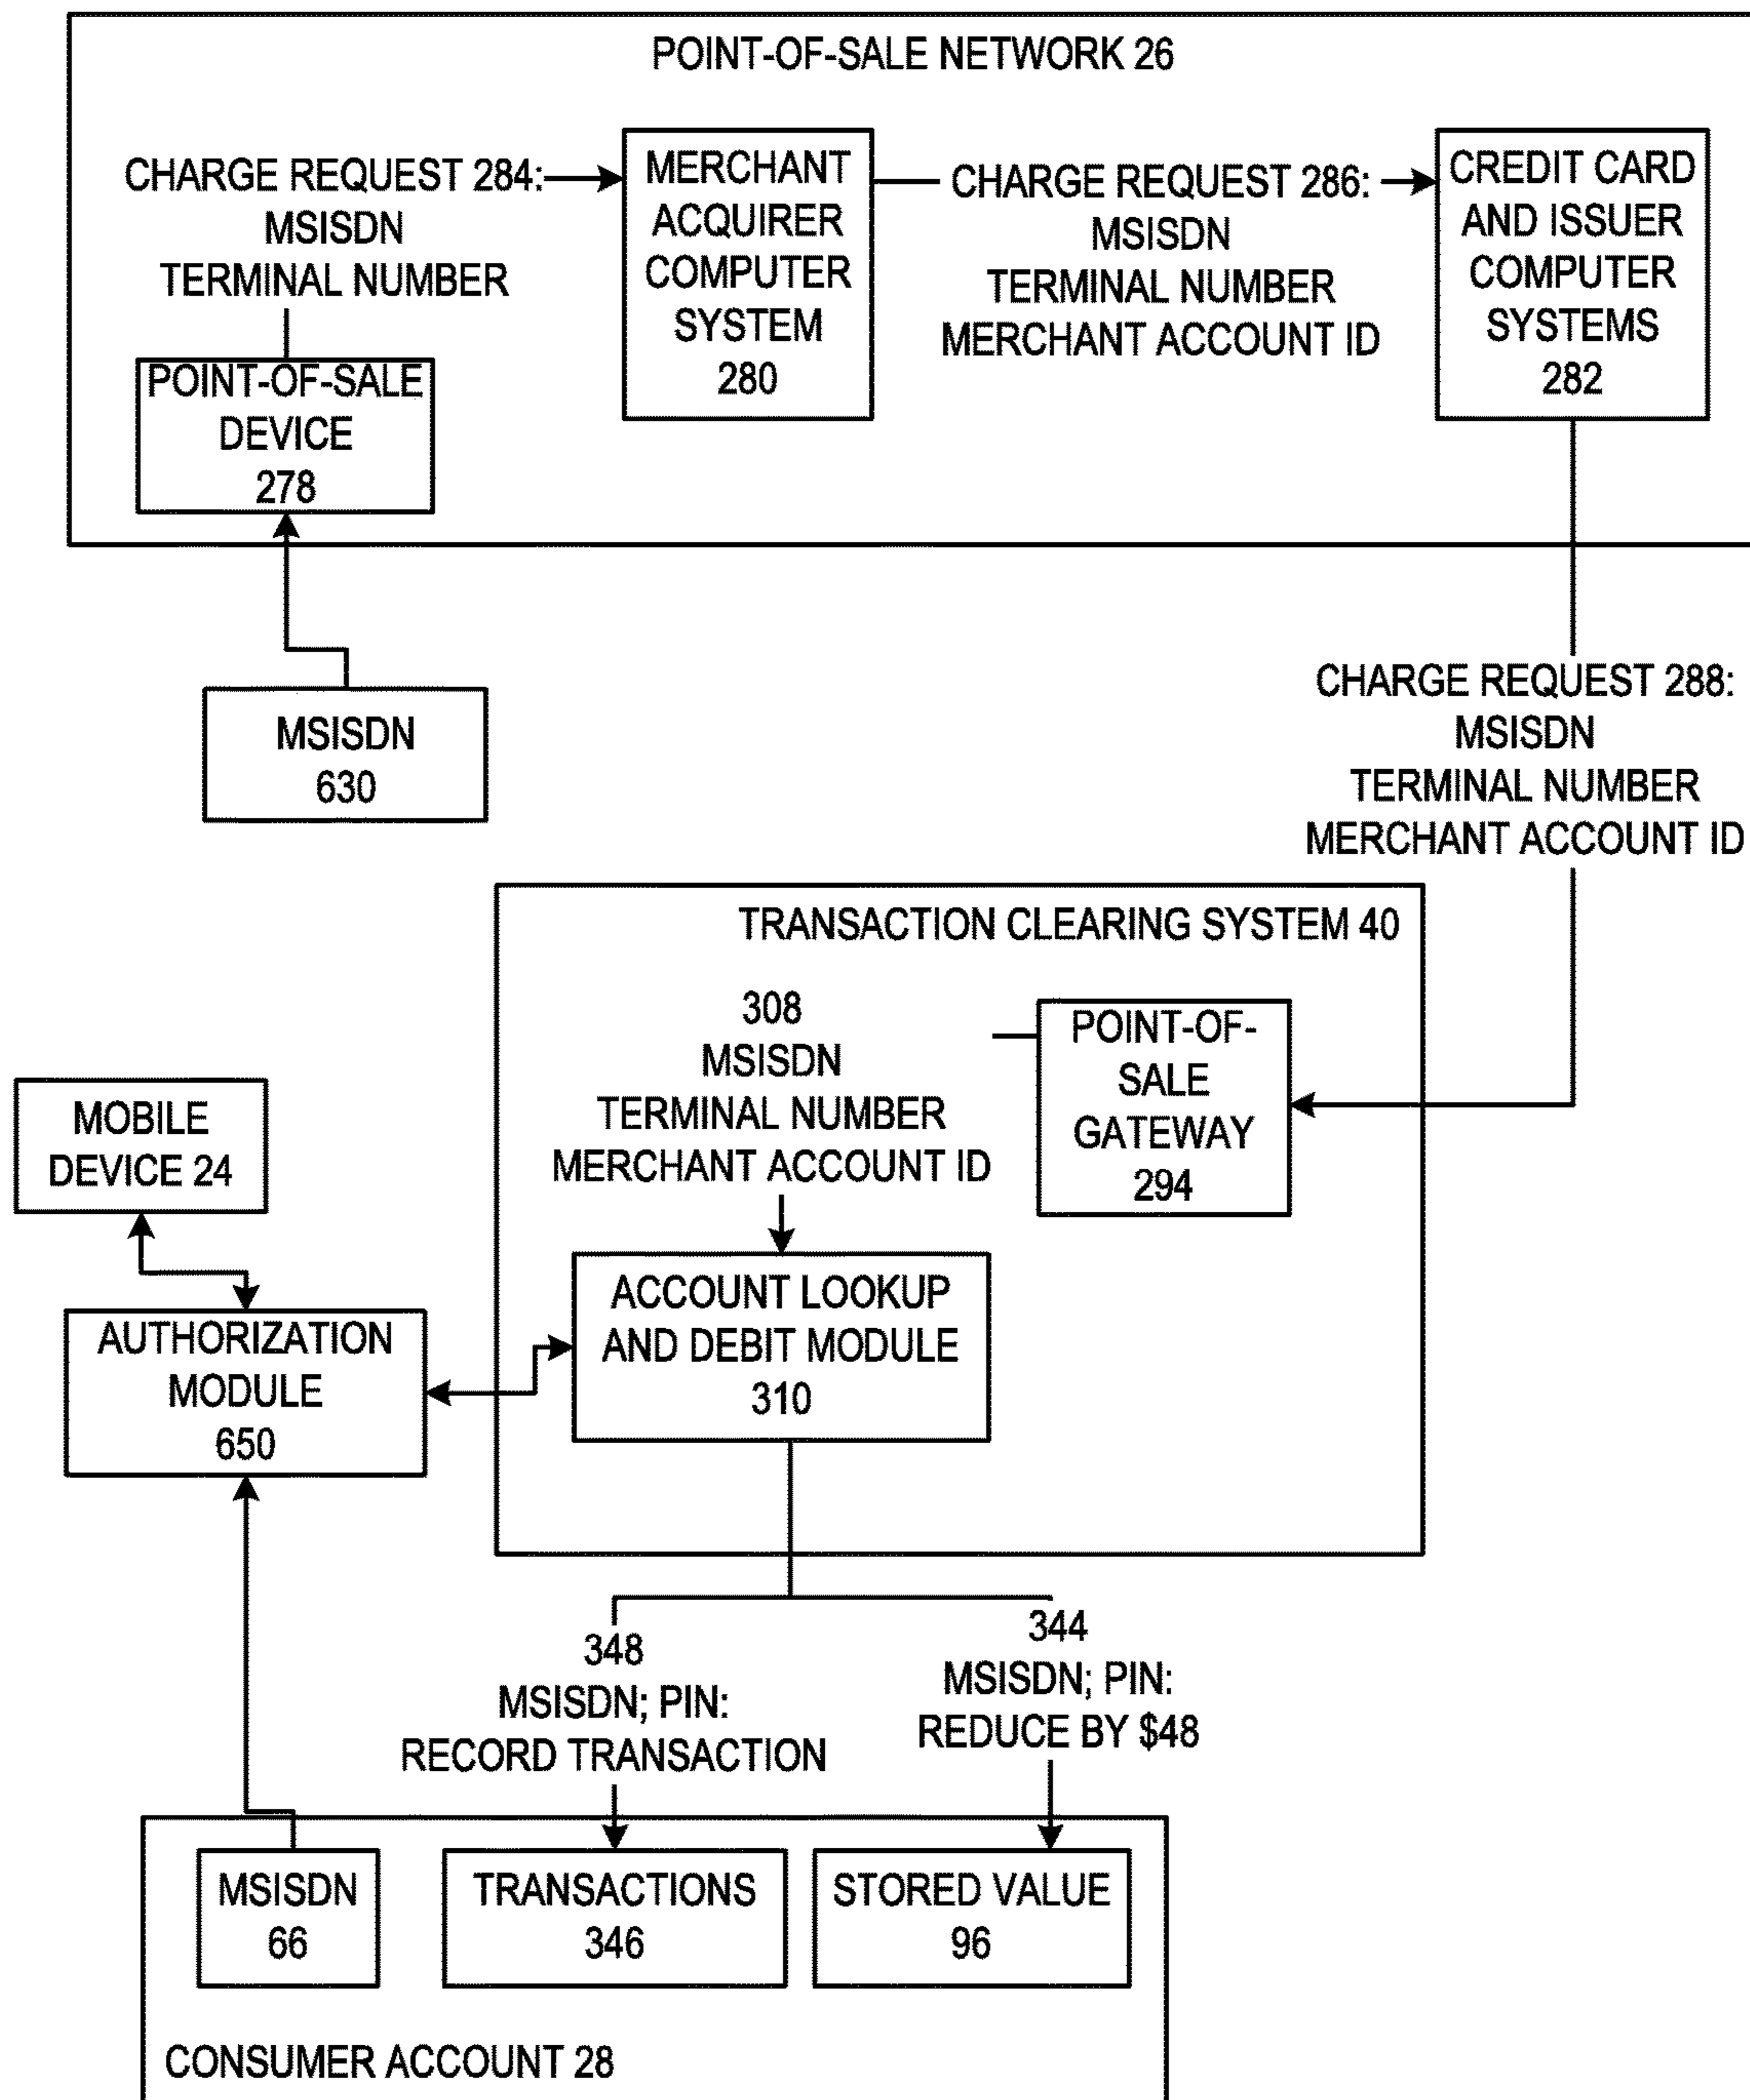 POINT-OF-SALE NETWORK 26
CHARGE REQUEST 284:
MSISDN
TERMINAL NUMBER
MERCHANT
ACQUIRER
COMPUTER
SYSTEM
280
CHARGE REQUEST 286:
MSISDN
TERMINAL NUMBER
MERCHANT ACCOUNT ID
CREDIT CARD
AND ISSUER
COMPUTER
SYSTEMS
282
POINT-OF-SALE
DEVICE
278
MSISDN
630
CHARGE REQUEST 288:
MSISDN
TERMINAL NUMBER
MERCHANT ACCOUNT ID
TRANSACTION CLEARING SYSTEM 40
308
MSISDN
TERMINAL NUMBER
MERCHANT ACCOUNT ID
POINT-OF-
SALE
GATEWAY
294
MOBILE
DEVICE 24
AUTHORIZATION
MODULE
650
ACCOUNT LOOKUP
AND DEBIT MODULE
310
348
MSISDN; PIN:
RECORD TRANSACTION
344
MSISDN; PIN:
REDUCE BY $48
MSISDN
66
TRANSACTIONS
346
STORED VALUE
96
CONSUMER ACCOUNT 28